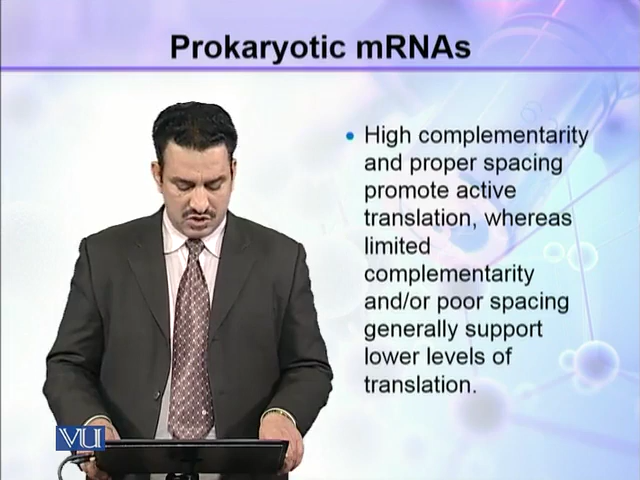 Prokaryotic mRNAs
• High complementarity
and proper spacing
promote active
translation, whereas
limited
complementarity
and/or poor spacing
generally support
lower levels of
translation.
VU